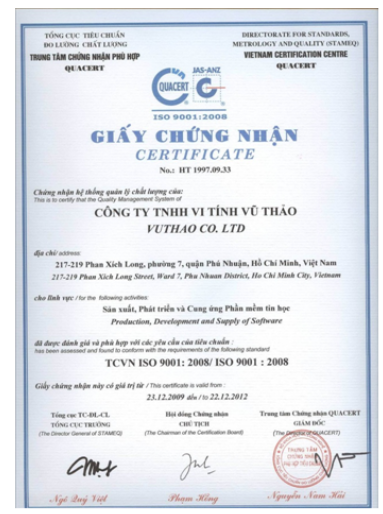 TỔNG CỤC TIÊU CHUẨN
ĐO LƯỜNG CHẤT LƯỢNG
TRUNG TÂM CHỨNG NHẬN PHÙ HỢP
QUACERT
DIRECTORATE FOR STANDARDS,
METROLOGY AND QUALITY (STAMEQ)
VIETNAM CERTIFICATION CENTRE
QUACERT
QUACERT
JAS-ANZ
ISO 9001:2008
GIẤY CHỨNG NHẬN
CERTIFICATE
No.: HT 1997.09.33
Chứng nhận hệ thống quản lý chất lượng của:
This is to certify that the Quality Management System of
CÔNG TY TNHH VI TÍNH VŨ THẢO
VUTHAO CO. LTD
địa chỉ/ address:
217-219 Phan Xích Long, phường 7, quận Phú Nhuận, Hồ Chí Minh, Việt Nam
217-219 Phan Xich Long Street, Ward 7, Phu Nhuan District, Ho Chi Minh City, Vietnam
cho lĩnh vực / for the following activities:
Sản xuất, Phát triển và Cung ứng Phần mềm tin học
Production, Development and Supply of Software
đã được đánh giá và phù hợp với các yêu cầu của tiêu chuẩn :
has been assessed and found to conform with the requirements of the following standard
TCVN ISO 9001: 2008/ ISO 9001 : 2008
Giấy chứng nhận này có giá trị từ / This certificate is valid from :
23.12.2009 đến / to 22.12.2012
Tổng cục TC-ĐL-CL
TỔNG CỤC TRƯỞNG
(The Director General of STAMEQ)
Hội đồng Chứng nhận
CHỦ TỊCH
(The Chairman of the Certification Board)
Trung tâm Chứng nhận QUACERT
GIÁM ĐỐC
(The Director of QUACERT)
TRUNG TÂM
CHỨNG NHẬN
PHÙ HỢP TIÊU CHUẨN
Ngô Quý Việt
Phạm Hồng
Nguyễn Nam Hải